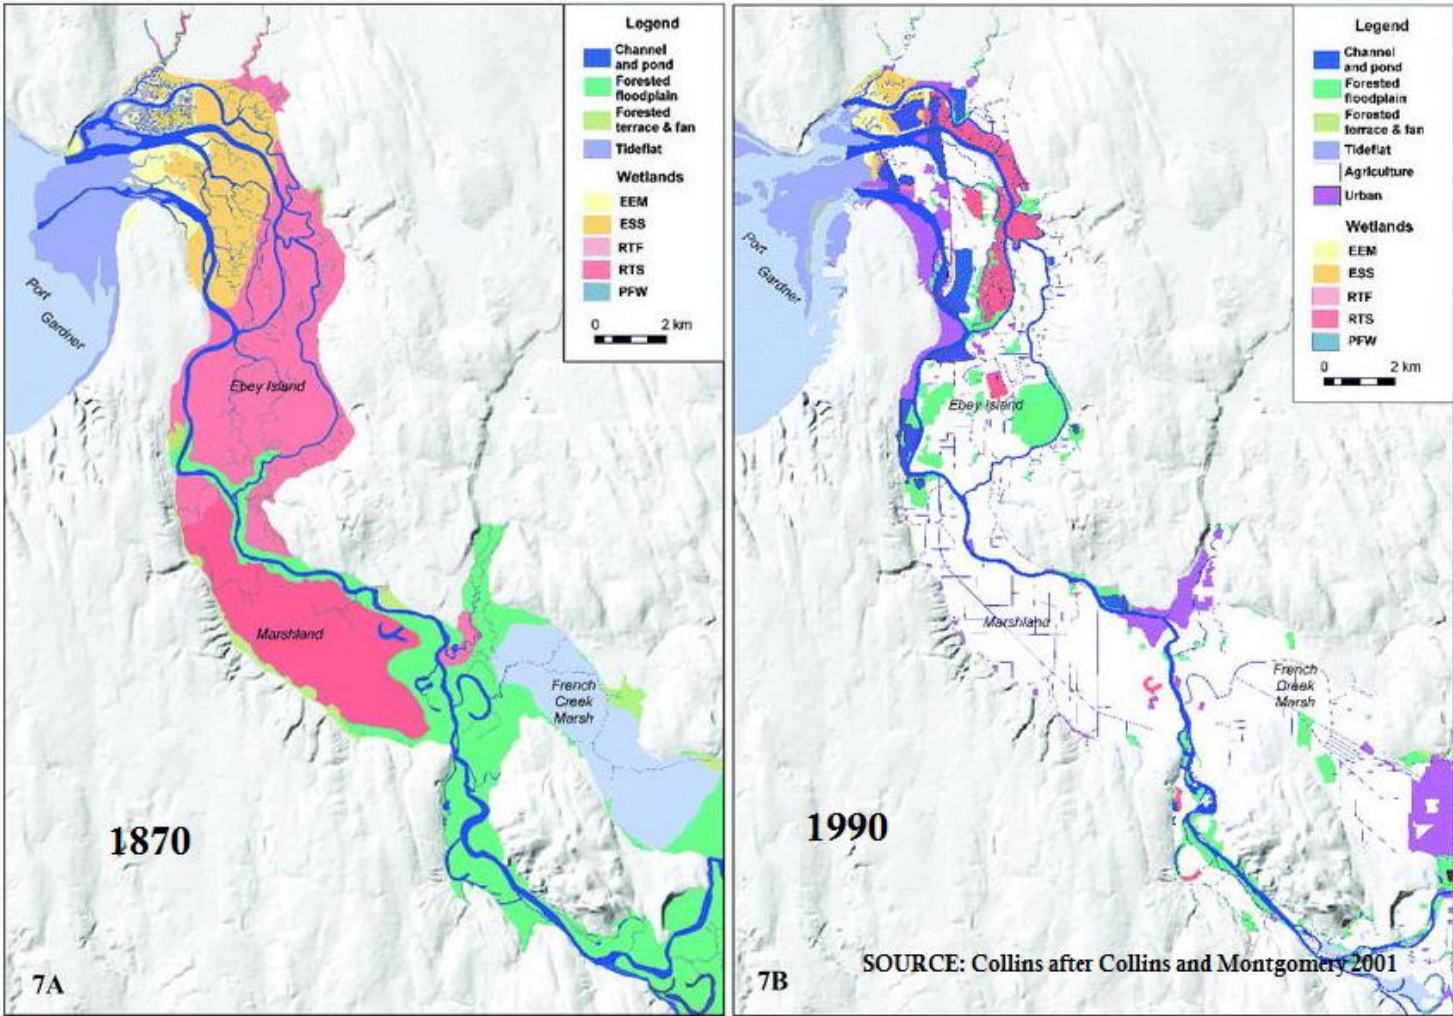 Legend
Channel
and pond
Forested
floodplain
Forested
terrace & fan
Tideflat
Wetlands
EEM
ESS
RTF
RTS
PFW
0 2 km
Port
Gardner
Ebey Island
Marshland
French
Creek
Marsh
1870
7A
Legend
Channel
and pond
Forested
floodplain
Forested
terrace & fan
Tideflat
Agriculture
Urban
Wetlands
EEM
ESS
RTF
RTS
PFW
0 2 km
Port
Gardner
Ebey Island
Marshland
French
Creek
Marsh
1990
SOURCE: Collins after Collins and Montgomery 2001
7B